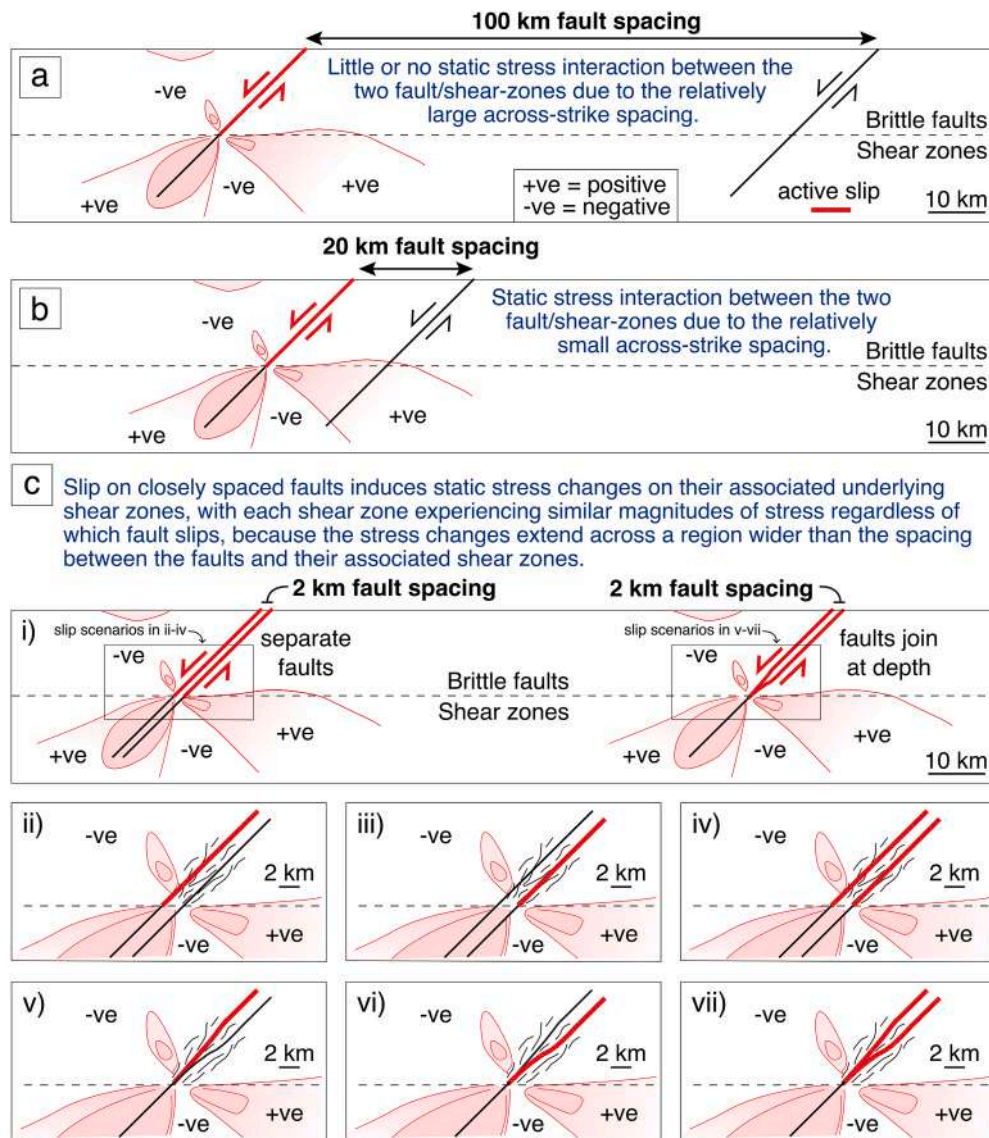 100 km fault spacing
a
Little or no static stress interaction between the
two fault/shear-zones due to the relatively
large across-strike spacing.
-ve
Brittle faults
Shear zones
+ve
-ve
+ve
+ve = positive
-ve = negative
active slip
10 km
20 km fault spacing
b
Static stress interaction between the two
fault/shear-zones due to the relatively
small across-strike spacing.
-ve
Brittle faults
Shear zones
+ve
-ve
+ve
10 km
c
Slip on closely spaced faults induces static stress changes on their associated underlying
shear zones, with each shear zone experiencing similar magnitudes of stress regardless of
which fault slips, because the stress changes extend across a region wider than the spacing
between the faults and their associated shear zones.
2 km fault spacing
2 km fault spacing
i)
slip scenarios in ii-iv
-ve
separate
faults
slip scenarios in v-vii
-ve
faults join
at depth
Brittle faults
Shear zones
+ve
-ve
+ve
+ve
-ve
+ve
10 km
ii)
-ve
2 km
-ve
+ve
iii)
-ve
2 km
-ve
+ve
iv)
-ve
2 km
-ve
+ve
v)
-ve
2 km
-ve
+ve
vi)
-ve
2 km
-ve
+ve
vii)
-ve
2 km
-ve
+ve